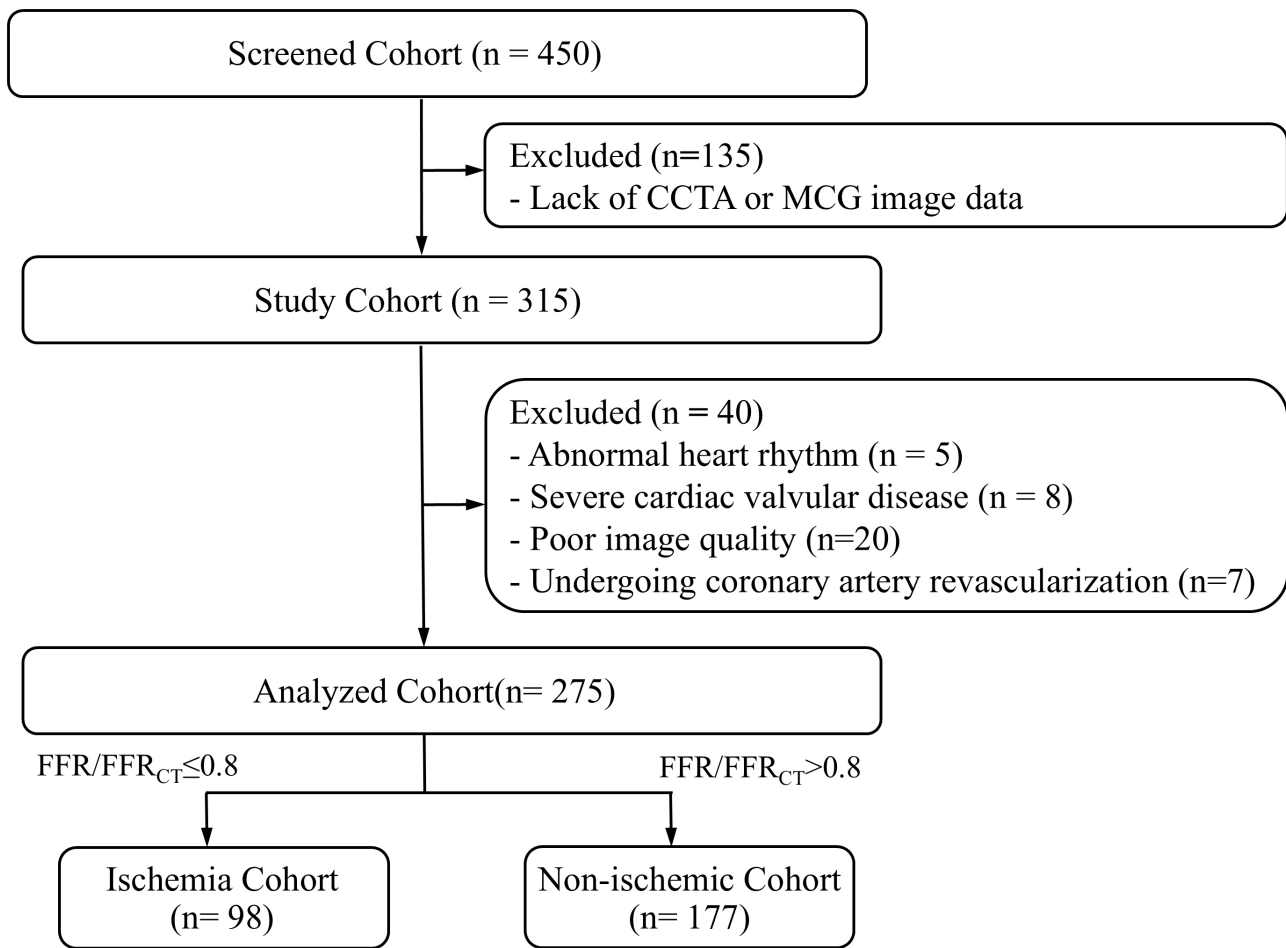 Screened Cohort (n = 450)
Excluded (n=135)
- Lack of CCTA or MCG image data
Study Cohort (n = 315)
Excluded (n = 40)
- Abnormal heart rhythm (n = 5)
- Severe cardiac valvular disease (n = 8)
- Poor image quality (n=20)
- Undergoing coronary artery revascularization (n=7)
Analyzed Cohort(n= 275)
FFR/FFRCT≤0.8
FFR/FFRCT>0.8
Ischemia Cohort
(n= 98)
Non-ischemic Cohort
(n= 177)